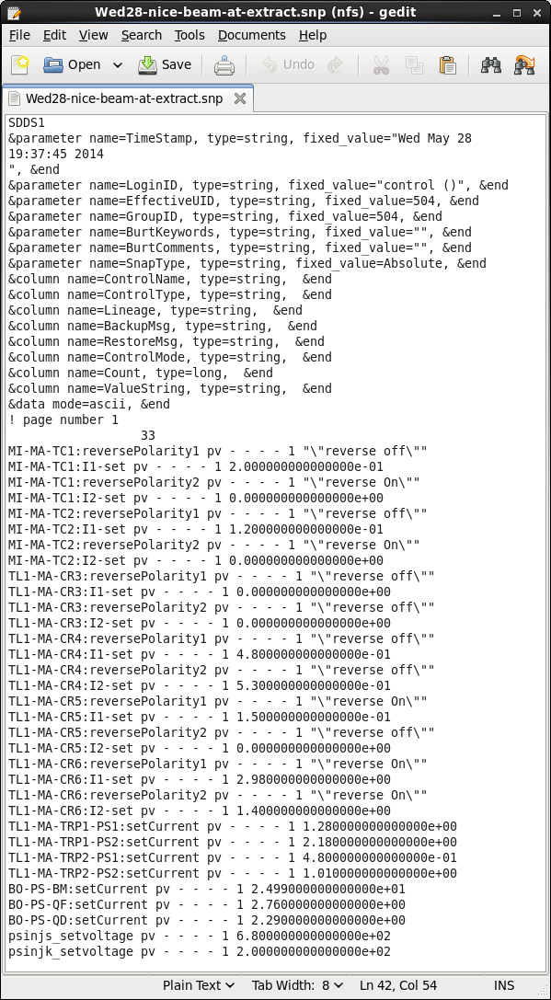 Wed28-nice-beam-at-extract.snp (nfs) - gedit
File Edit View Search Tools Documents Help
Open Save Undo
Wed28-nice-beam-at-extract.snp
SDDS1
&parameter name=TimeStamp, type=string, fixed_value="Wed May 28
19:37:45 2014
", &end
&parameter name=LoginID, type=string, fixed_value="control ()", &end
&parameter name=EffectiveUID, type=string, fixed_value=504, &end
&parameter name=GroupID, type=string, fixed_value=504, &end
&parameter name=BurtKeywords, type=string, fixed_value="", &end
&parameter name=BurtComments, type=string, fixed_value="", &end
&parameter name=SnapType, type=string, fixed_value=Absolute, &end
&column name=ControlName, type=string,  &end
&column name=ControlType, type=string,  &end
&column name=Lineage, type=string,  &end
&column name=BackupMsg, type=string,  &end
&column name=RestoreMsg, type=string,  &end
&column name=ControlMode, type=string,  &end
&column name=Count, type=long,  &end
&column name=ValueString, type=string,  &end
&data mode=ascii, &end
! page number 1
33
MI-MA-TC1:reversePolarity1 pv - - - - 1 "\"reverse off\""
MI-MA-TC1:I1-set pv - - - - 1 2.000000000000000e-01
MI-MA-TC1:reversePolarity2 pv - - - - 1 "\"reverse On\""
MI-MA-TC1:I2-set pv - - - - 1 0.000000000000000e+00
MI-MA-TC2:reversePolarity1 pv - - - - 1 "\"reverse off\""
MI-MA-TC2:I1-set pv - - - - 1 1.200000000000000e-01
MI-MA-TC2:reversePolarity2 pv - - - - 1 "\"reverse On\""
MI-MA-TC2:I2-set pv - - - - 1 0.000000000000000e+00
TL1-MA-CR3:reversePolarity1 pv - - - - 1 "\"reverse off\""
TL1-MA-CR3:I1-set pv - - - - 1 0.000000000000000e+00
TL1-MA-CR3:reversePolarity2 pv - - - - 1 "\"reverse off\""
TL1-MA-CR3:I2-set pv - - - - 1 0.000000000000000e+00
TL1-MA-CR4:reversePolarity1 pv - - - - 1 "\"reverse off\""
TL1-MA-CR4:I1-set pv - - - - 1 4.800000000000000e-01
TL1-MA-CR4:reversePolarity2 pv - - - - 1 "\"reverse off\""
TL1-MA-CR4:I2-set pv - - - - 1 5.300000000000000e-01
TL1-MA-CR5:reversePolarity1 pv - - - - 1 "\"reverse On\""
TL1-MA-CR5:I1-set pv - - - - 1 1.500000000000000e-01
TL1-MA-CR5:reversePolarity2 pv - - - - 1 "\"reverse off\""
TL1-MA-CR5:I2-set pv - - - - 1 0.000000000000000e+00
TL1-MA-CR6:reversePolarity1 pv - - - - 1 "\"reverse On\""
TL1-MA-CR6:I1-set pv - - - - 1 2.980000000000000e+00
TL1-MA-CR6:reversePolarity2 pv - - - - 1 "\"reverse On\""
TL1-MA-CR6:I2-set pv - - - - 1 1.400000000000000e+00
TL1-MA-TRP1-PS1:setCurrent pv - - - - 1 1.280000000000000e+00
TL1-MA-TRP1-PS2:setCurrent pv - - - - 1 2.180000000000000e+00
TL1-MA-TRP2-PS1:setCurrent pv - - - - 1 4.800000000000000e-01
TL1-MA-TRP2-PS2:setCurrent pv - - - - 1 1.010000000000000e+00
BO-PS-BM:setCurrent pv - - - - 1 2.499000000000000e+01
BO-PS-QF:setCurrent pv - - - - 1 2.760000000000000e+00
BO-PS-QD:setCurrent pv - - - - 1 2.290000000000000e+00
psinjs_setvoltage pv - - - - 1 6.800000000000000e+02
psinjk_setvoltage pv - - - - 1 2.000000000000000e+02
Plain Text Tab Width: 8 Ln 42, Col 54 INS